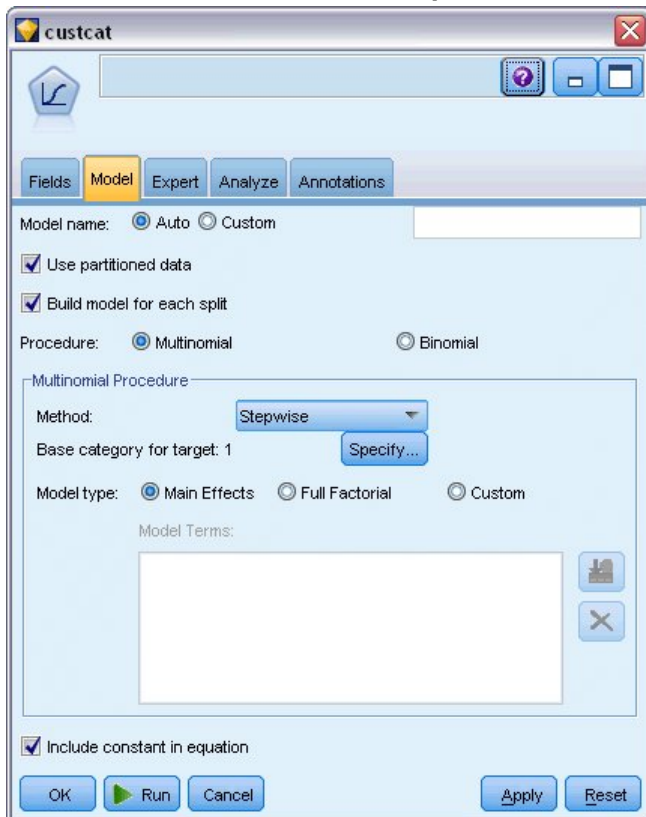 custcat
Fields Model Expert Analyze Annotations
Model name: Auto Custom
Use partitioned data
Build model for each split
Procedure: Multinomial Binomial
Multinomial Procedure
Method: Stepwise
Base category for target: 1 Specify...
Model type: Main Effects Full Factorial Custom
Model Terms:
Include constant in equation
OK Run Cancel Apply Reset